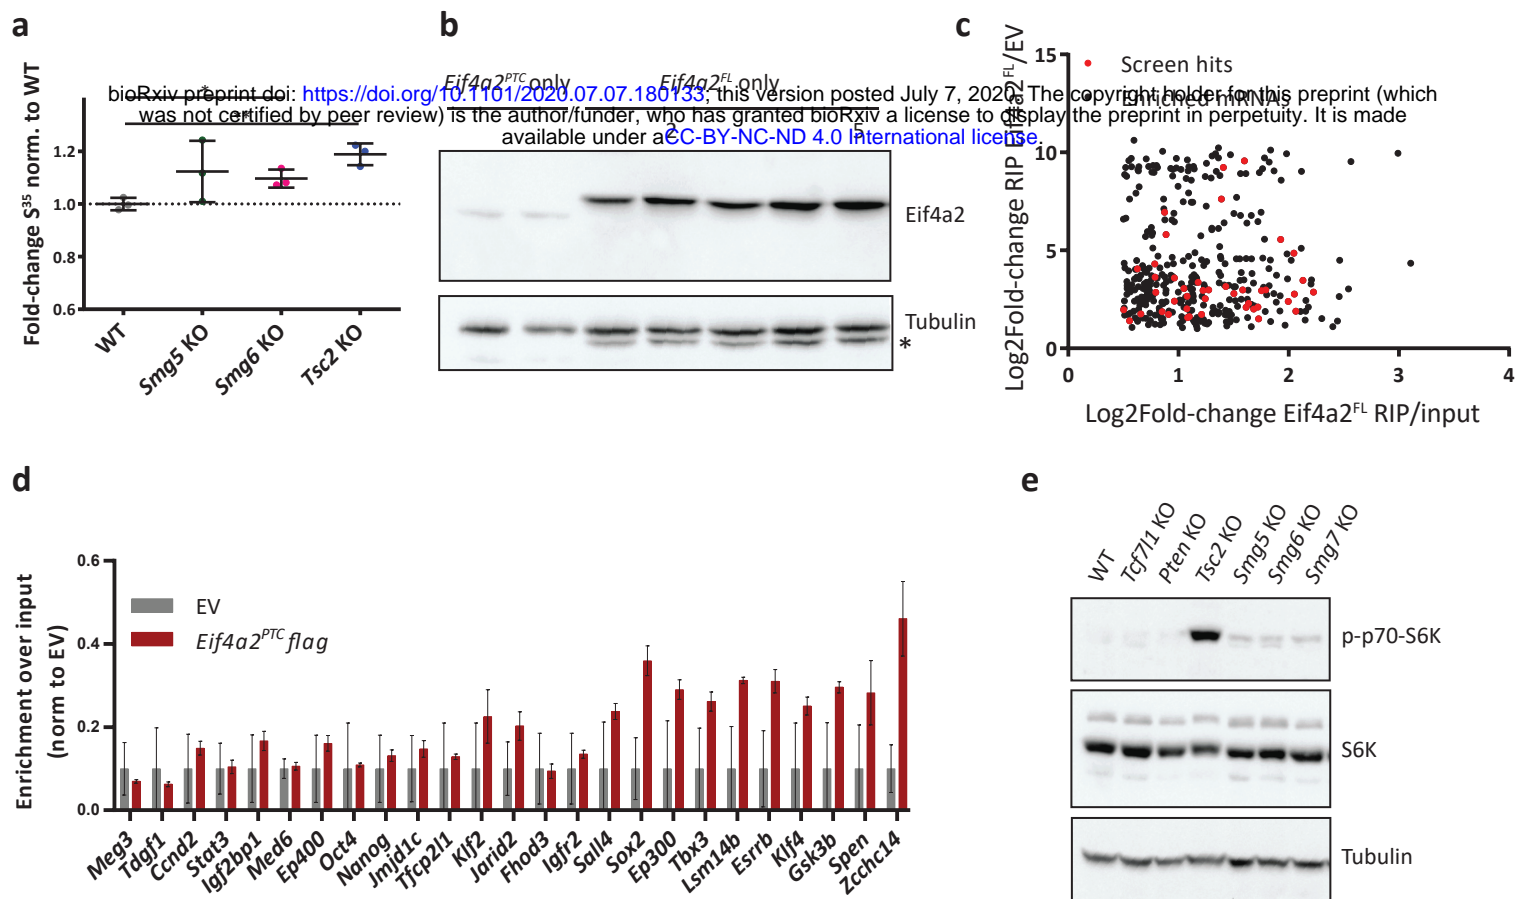 a
b
c
bioRxiv preprint doi: https://doi.org/10.1101/2020.07.07.180133; this version posted July 7, 2020. The copyright holder for this preprint (which
was not certified by peer review) is the author/funder, who has granted bioRxiv a license to display the preprint in perpetuity. It is made
available under aCC-BY-NC-ND 4.0 International license.
Fold-change S35 norm. to WT
*
**
1.2
1.0
0.8
0.6
WT
Smg5 KO
Smg6 KO
Tsc2 KO
Eif4a2PTC only
Eif4a2FL only
2
5
Eif4a2
Tubulin
*
Log2Fold-change RIP Eif4a2FL/EV
15
10
5
0
Screen hits
Enriched mRNAs
0
1
2
3
4
Log2Fold-change Eif4a2FL RIP/input
d
Enrichment over input
(norm to EV)
0.6
0.4
0.2
0.0
EV
Eif4a2PTC flag
Meg3
Tdgf1
Ccnd2
Stat3
Igf2bp1
Med6
Ep400
Oct4
Nanog
Jmjd1c
Tfcp2l1
Klf2
Jarid2
Fhod3
Igfr2
Sall4
Sox2
Ep300
Tbx3
Lsm14b
Esrrb
Klf4
Gsk3b
Spen
Zcchc14
e
WT
Tcf7l1 KO
Pten KO
Tsc2 KO
Smg5 KO
Smg6 KO
Smg7 KO
p-p70-S6K
S6K
Tubulin